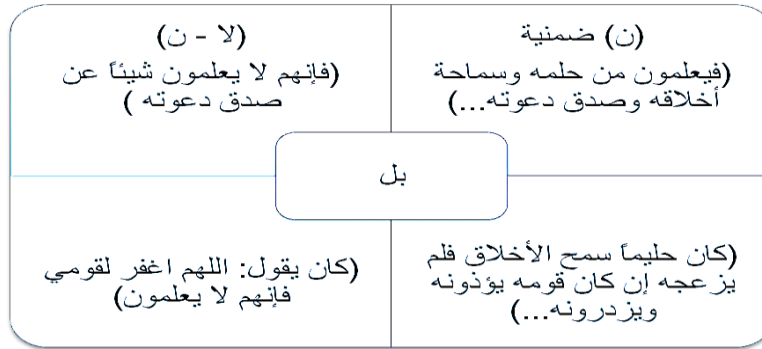 (ن) ضمنية
(فيعلمون من حلمه وسماحة
أخلاقه وصدق دعوته...)
(لا - ن)
(فإنهم لا يعلمون شيئاً عن
صدق دعوته )
بل
(كان حليماً سمح الأخلاق فلم
يزعجه إن كان قومه يؤذونه
ويزدرونه...)
(كان يقول: اللهم اغفر لقومي
فإنهم لا يعلمون)